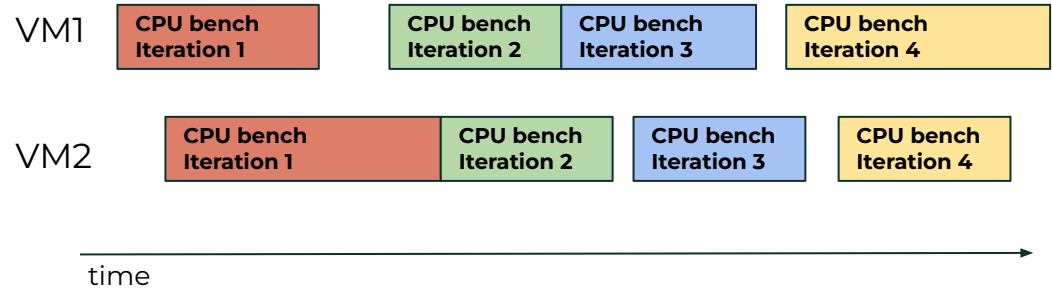 VM1
CPU bench
Iteration 1
CPU bench
Iteration 2
CPU bench
Iteration 3
CPU bench
Iteration 4
VM2
CPU bench
Iteration 1
CPU bench
Iteration 2
CPU bench
Iteration 3
CPU bench
Iteration 4
time